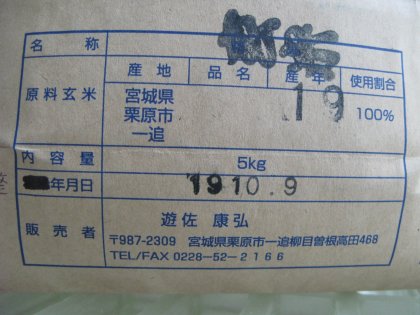 名称
産地 品名 産年 使用割合
原料玄米 宮城県 栗原市 一迫 19 100%
内容量 5kg
年月日 19 10.9
販売者 遊佐 康弘
〒987-2309 宮城県栗原市一迫柳目曽根高田468
TEL/FAX 0228-52-2166